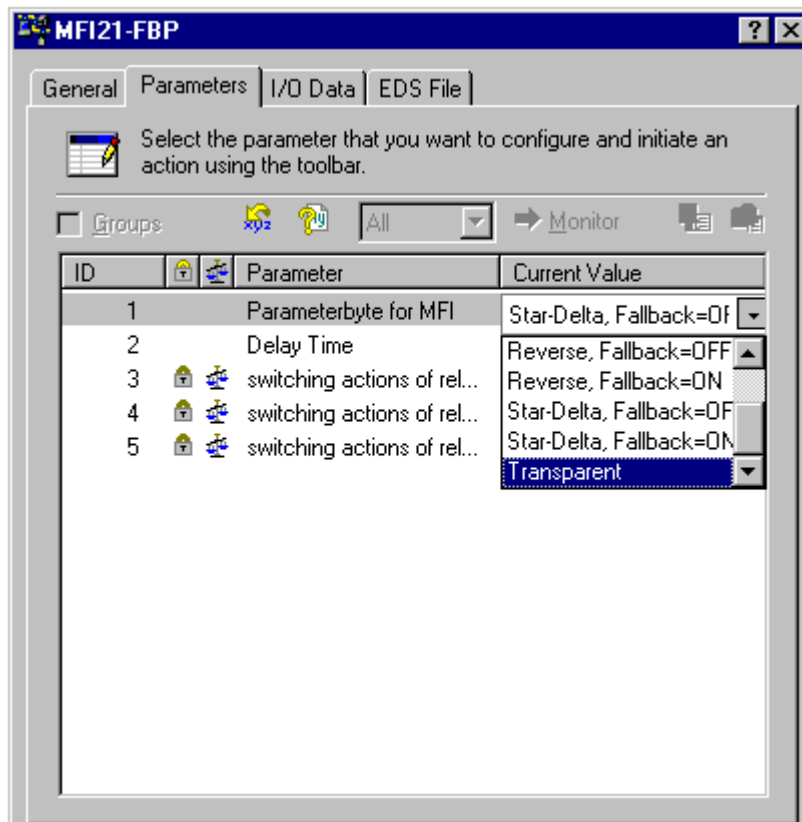 MFI21-FBP
General Parameters I/O Data EDS File
Select the parameter that you want to configure and initiate an
action using the toolbar.
Groups xyz All Monitor
ID Parameter Current Value
1 Parameterbyte for MFI Star-Delta, Fallback=OF
2 Delay Time Reverse, Fallback=OFF
3 switching actions of rel... Reverse, Fallback=ON
4 switching actions of rel... Star-Delta, Fallback=OF
5 switching actions of rel... Star-Delta, Fallback=ON
Transparent